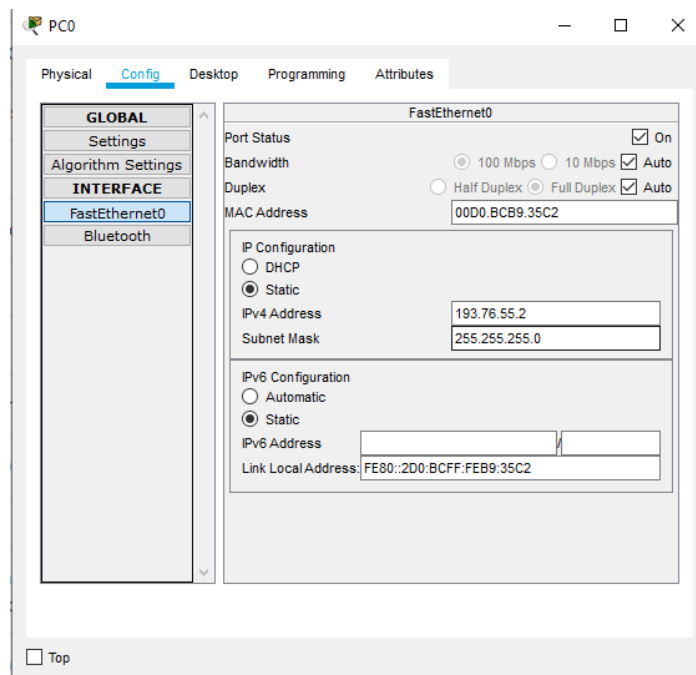 PC0
Physical Config Desktop Programming Attributes
GLOBAL
Settings
Algorithm Settings
INTERFACE
FastEthernet0
Bluetooth
FastEthernet0
Port Status On
Bandwidth 100 Mbps 10 Mbps Auto
Duplex Half Duplex Full Duplex Auto
MAC Address 00D0.BCB9.35C2
IP Configuration
DHCP
Static
IPv4 Address 193.76.55.2
Subnet Mask 255.255.255.0
IPv6 Configuration
Automatic
Static
IPv6 Address /
Link Local Address: FE80::2D0:BCFF:FEB9:35C2
Top